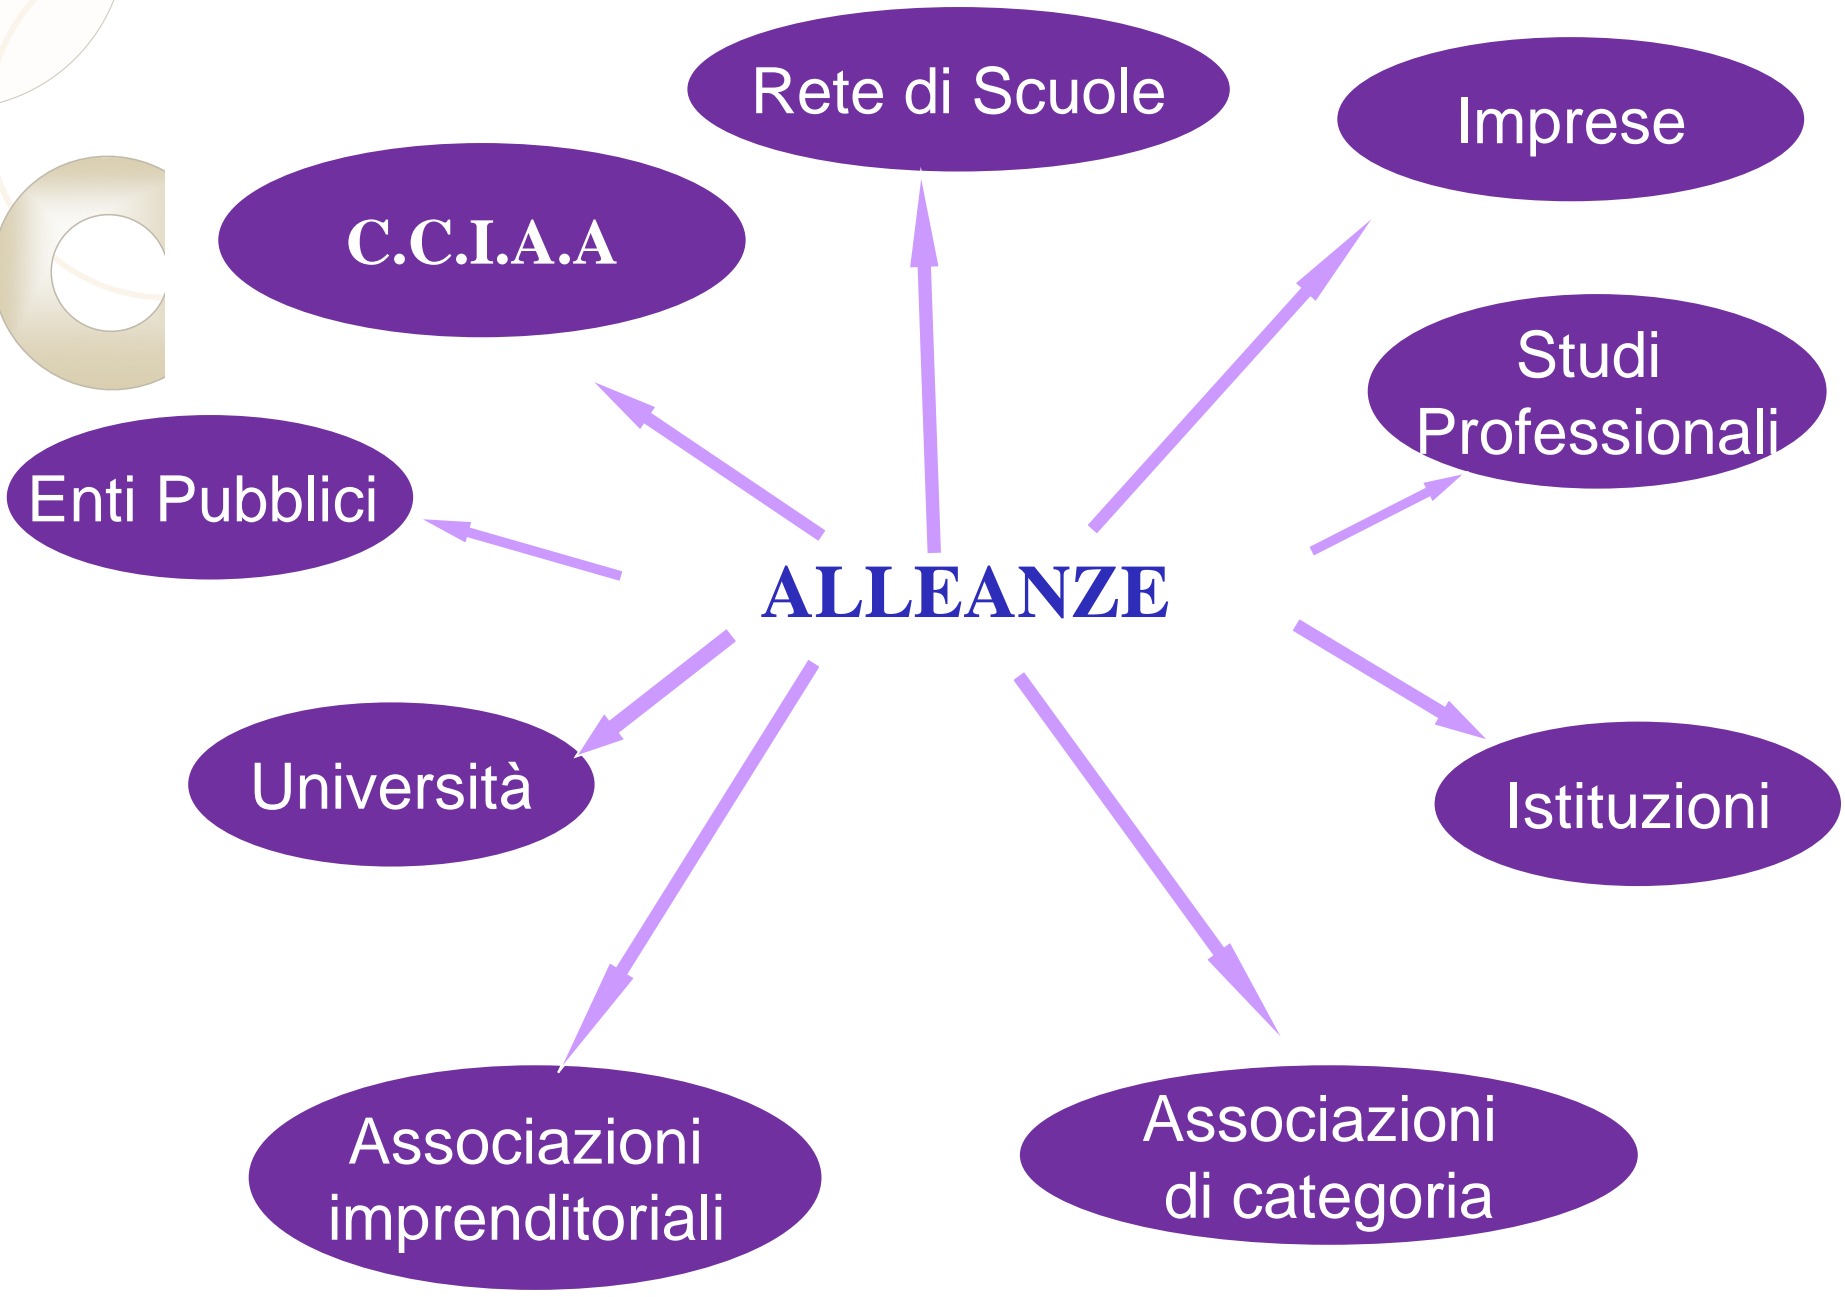 Rete di Scuole
Imprese
C.C.I.A.A
Studi
Professionali
Enti Pubblici
ALLEANZE
Università
Istituzioni
Associazioni
imprenditoriali
Associazioni
di categoria